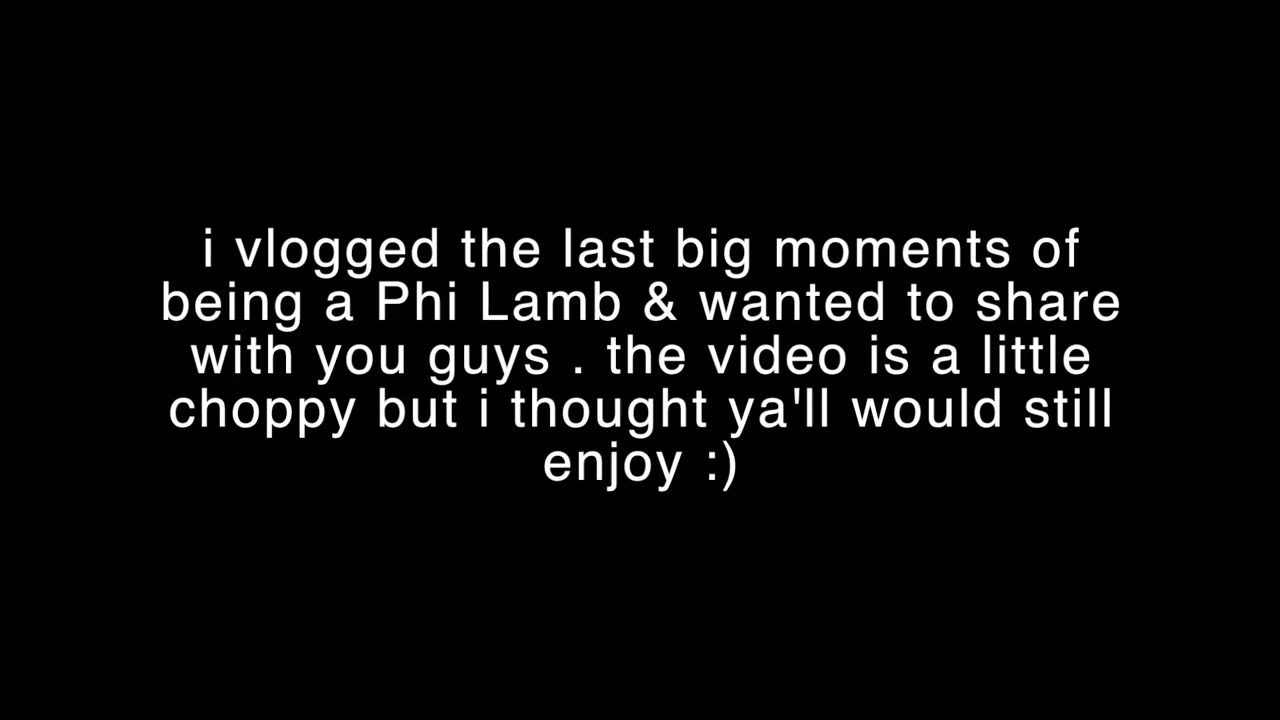 i vlogged the last big moments of
being a Phi Lamb & wanted to share
with you guys . the video is a little
choppy but i thought ya'll would still
enjoy :)